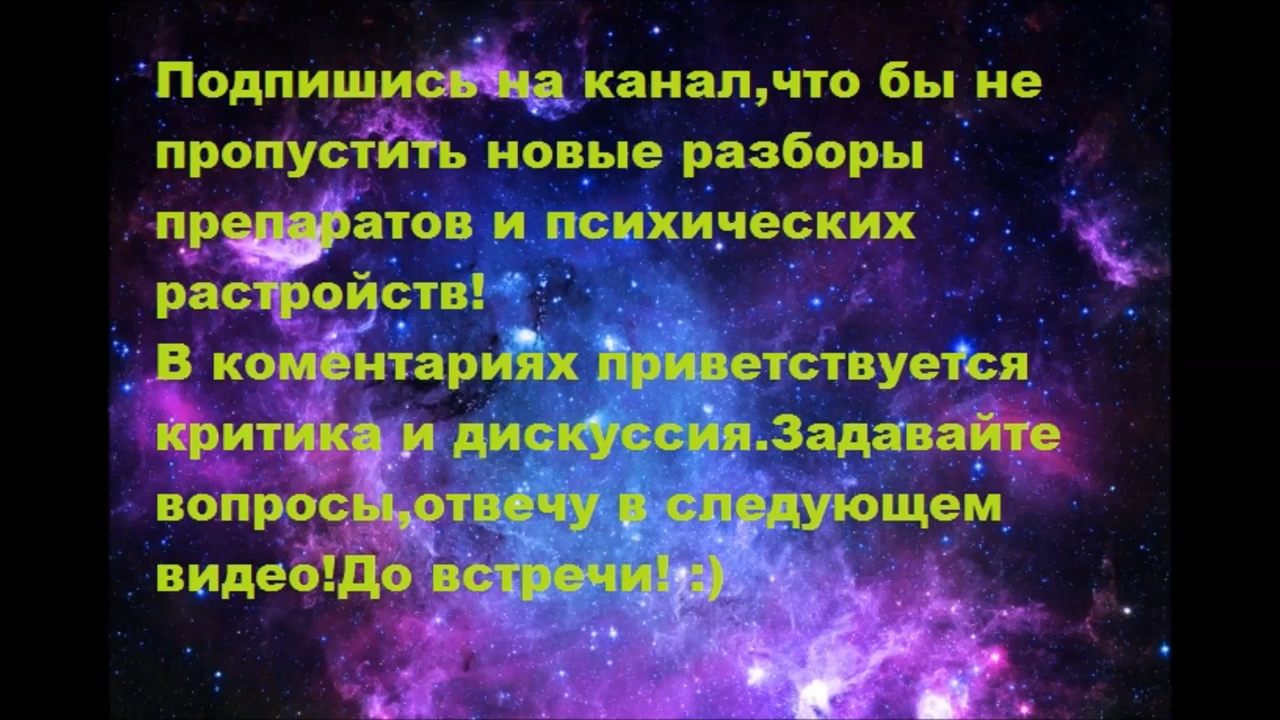 Подпишись на канал,что бы не
пропустить новые разборы
препаратов и психических
растройств!
В коментариях приветствуется
критика и дискуссия.Задавайте
вопросы,отвечу в следующем
видео!До встречи! :)